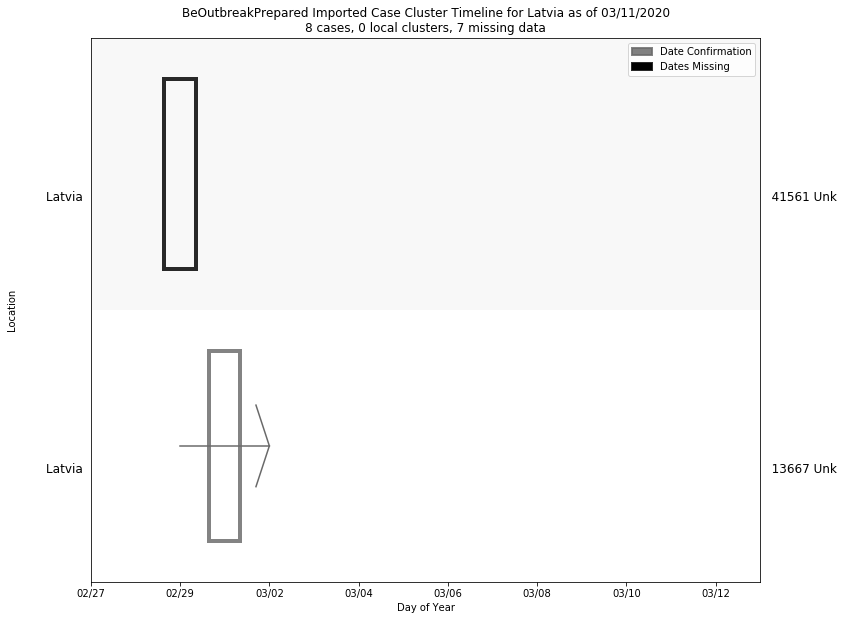 BeOutbreakPrepared Imported Case Cluster Timeline for Latvia as of 03/11/2020
8 cases, 0 local clusters, 7 missing data
Date Confirmation
Dates Missing
Latvia
41561 Unk
Location
Latvia
13667 Unk
02/27 02/29 03/02 03/04 03/06 03/08 03/10 03/12
Day of Year